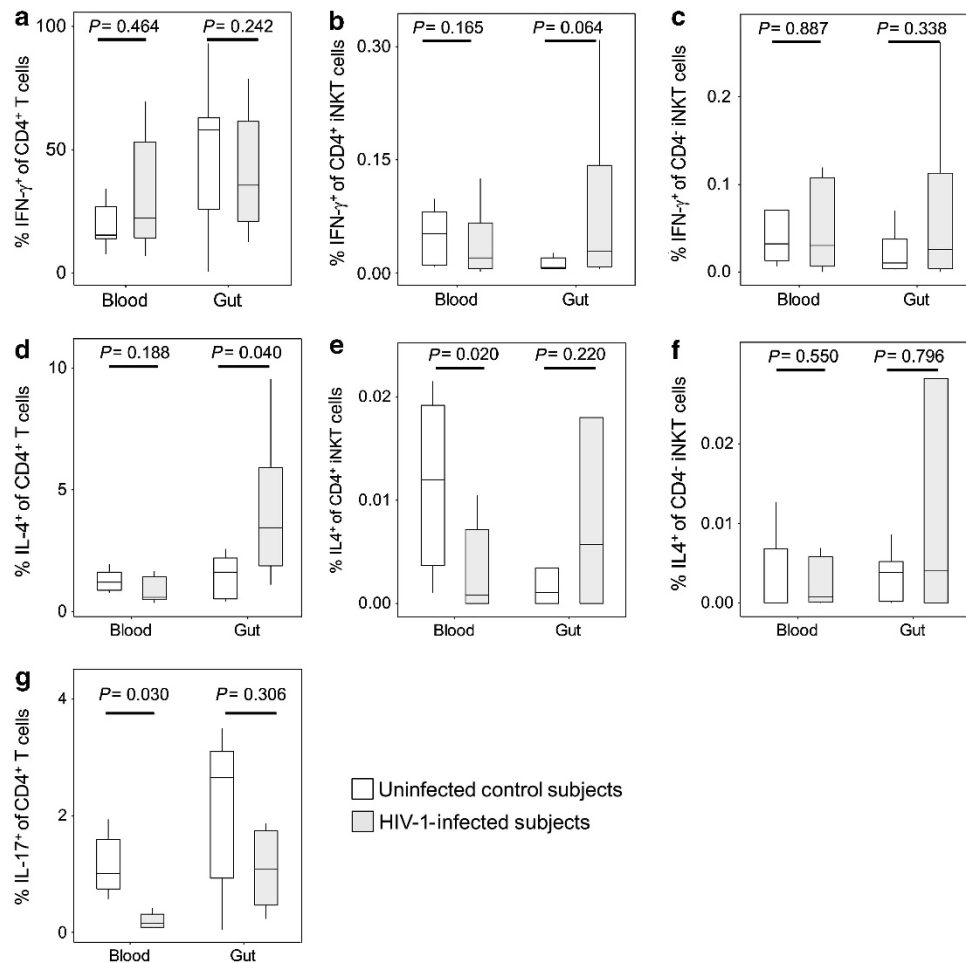 a
P = 0.464
P = 0.242
% IFN-γ⁺ of CD4⁺ T cells
100
50
0
Blood
Gut
b
P = 0.165
P = 0.064
% IFN-γ⁺ of CD4⁺ iNKT cells
0.30
0.15
0.00
Blood
Gut
c
P = 0.887
P = 0.338
% IFN-γ⁺ of CD4⁻ iNKT cells
0.2
0.1
0.0
Blood
Gut
d
P = 0.188
P = 0.040
% IL-4⁺ of CD4⁺ T cells
10
5
0
Blood
Gut
e
P = 0.020
P = 0.220
% IL4⁺ of CD4⁺ iNKT cells
0.02
0.01
0.00
Blood
Gut
f
P = 0.550
P = 0.796
% IL4⁺ of CD4⁻ iNKT cells
0.02
0.01
0.00
Blood
Gut
g
P = 0.030
P = 0.306
% IL-17⁺ of CD4⁺ T cells
4
2
0
Blood
Gut
Uninfected control subjects
HIV-1-infected subjects